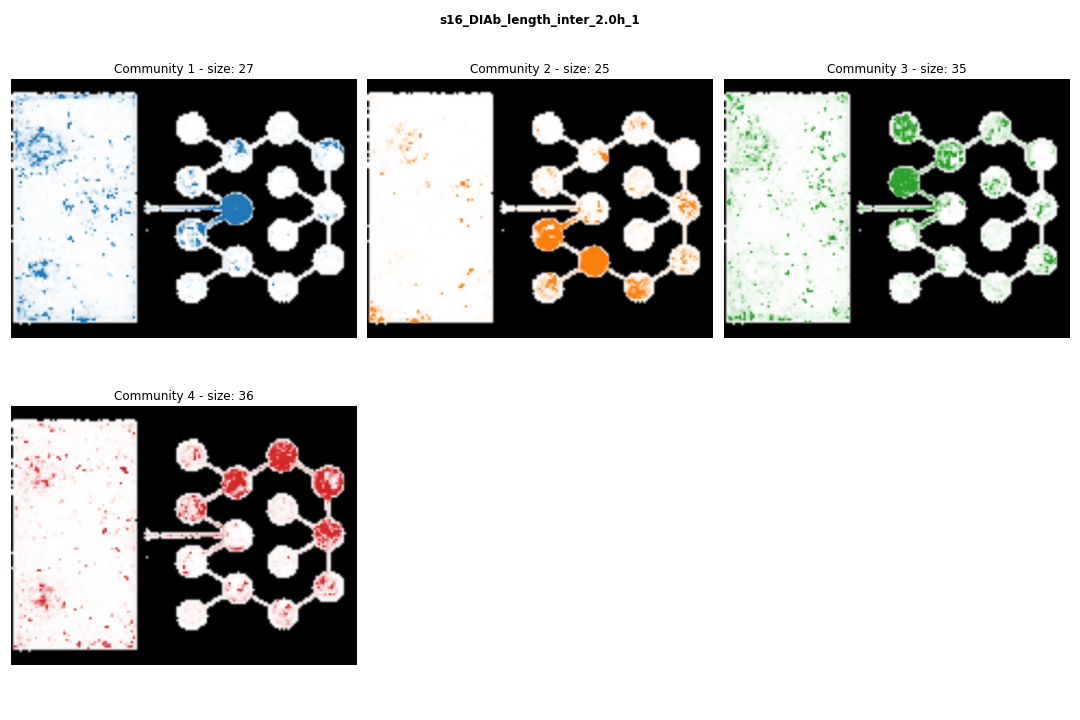 s16_DIAb_length_inter_2.0h_1
Community 1 - size: 27
Community 2 - size: 25
Community 3 - size: 35
Community 4 - size: 36